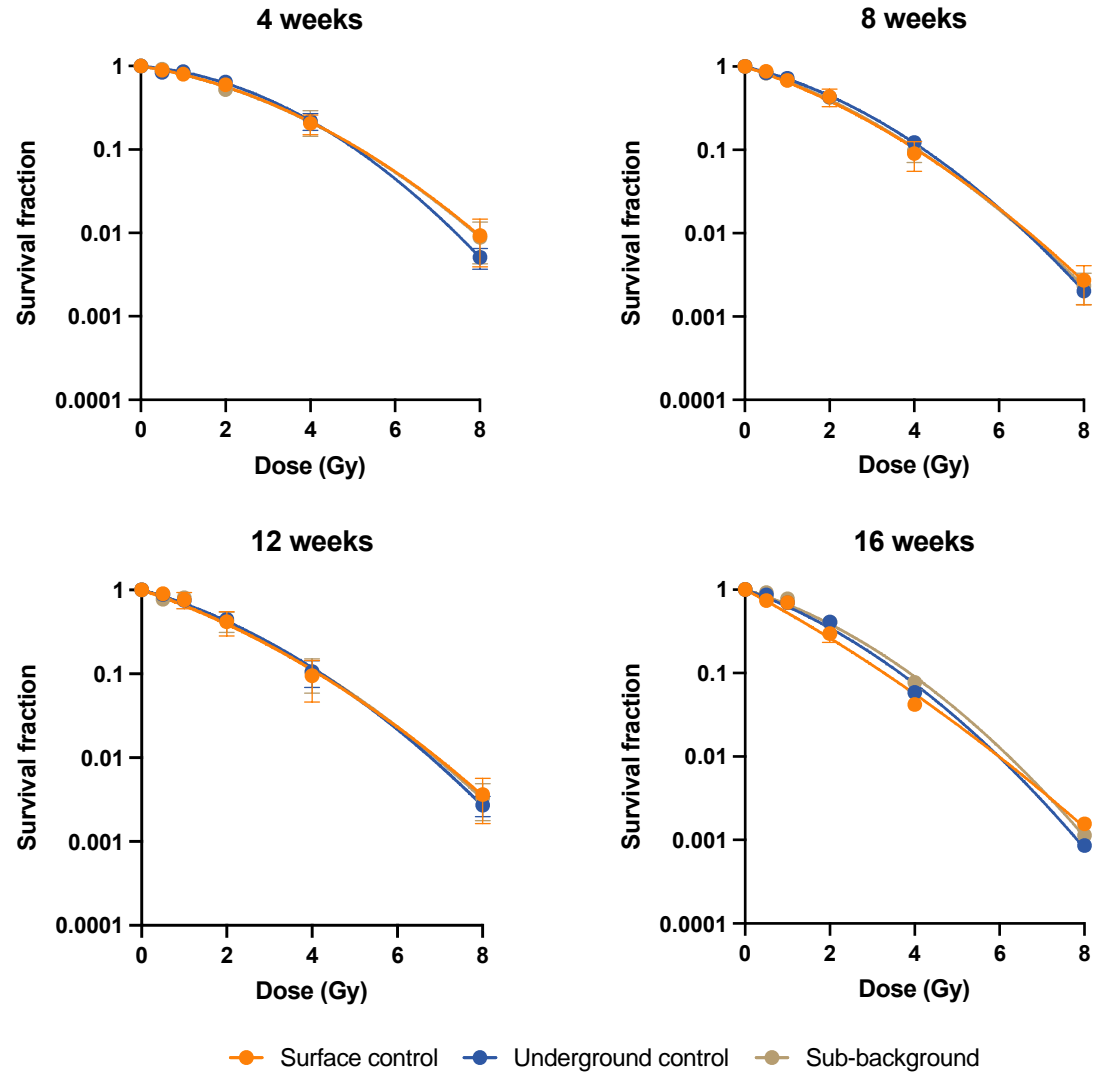 4 weeks
8 weeks
1
0.1
0.01
0.001
0.0001
Survival fraction
0 2 4 6 8
Dose (Gy)
1
0.1
0.01
0.001
0.0001
Survival fraction
0 2 4 6 8
Dose (Gy)
12 weeks
16 weeks
1
0.1
0.01
0.001
0.0001
Survival fraction
0 2 4 6 8
Dose (Gy)
1
0.1
0.01
0.001
0.0001
Survival fraction
0 2 4 6 8
Dose (Gy)
Surface control Underground control Sub-background